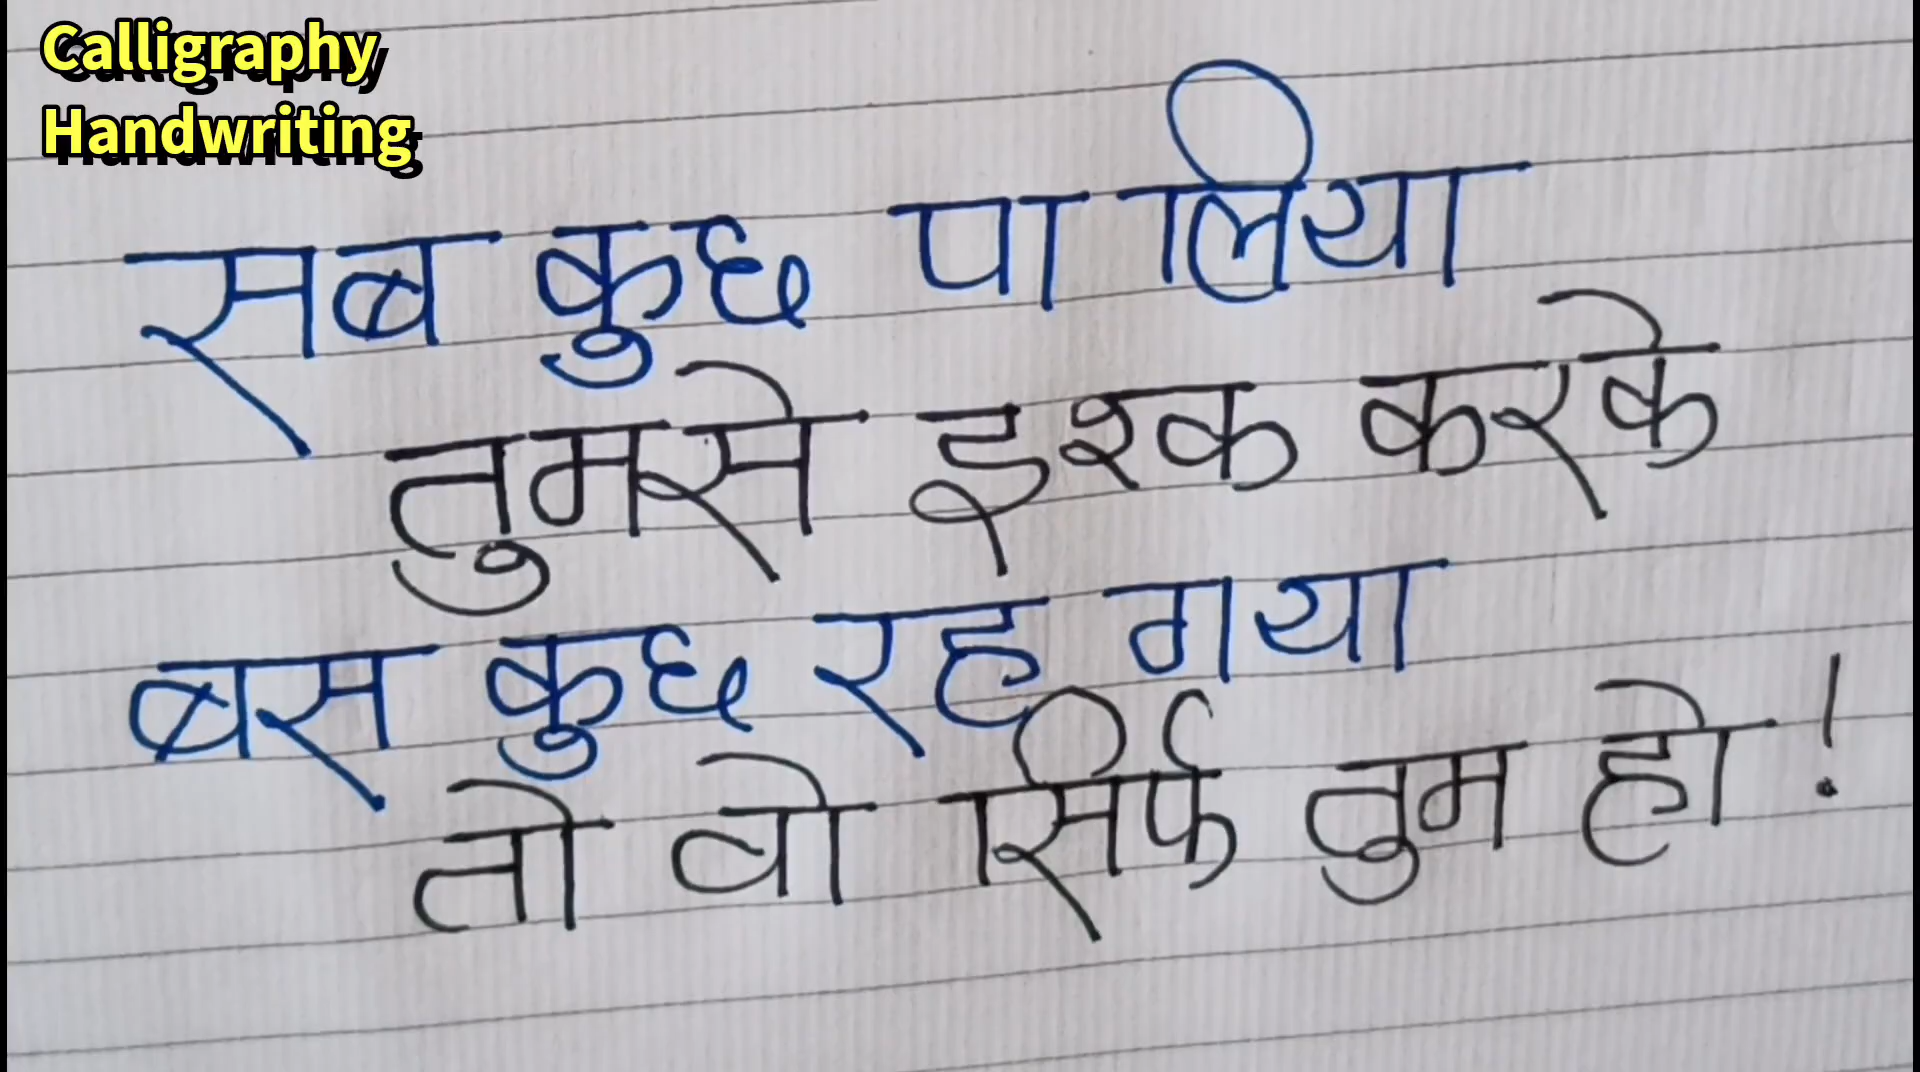 Calligraphy
Handwriting
सब कुछ पा लिया
तुमसे इश्क करके
बस कुछ रह गया
तो वो सिर्फ तुम हो !